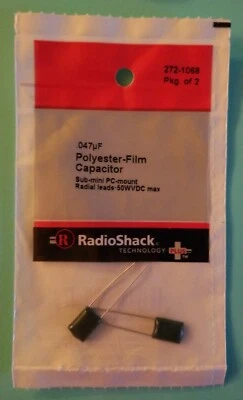 272-1068
Pkg. of 2
.047µF
Polyester-Film
Capacitor
Sub-mini PC-mount
Radial leads·50WVDC max
R RadioShack
TECHNOLOGY PLUS™